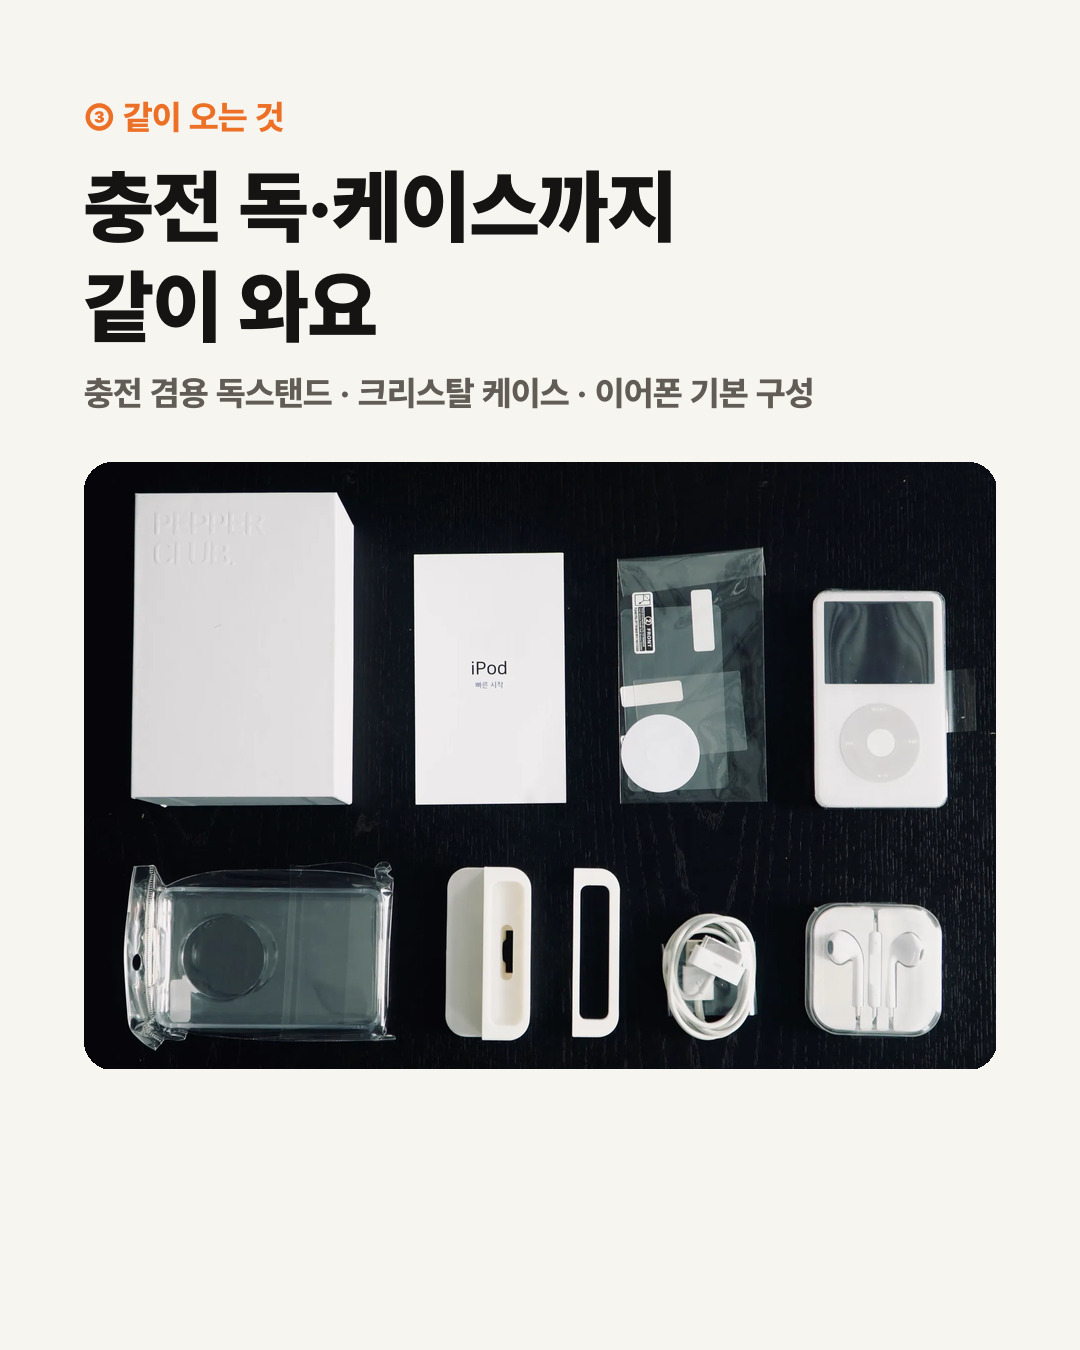 ③ 같이 오는 것
충전 독·케이스까지
같이 와요
충전 겸용 독스탠드 · 크리스탈 케이스 · 이어폰 기본 구성
PEPPER
CLUB.
iPod
빠른 시작
FRONT
MENU